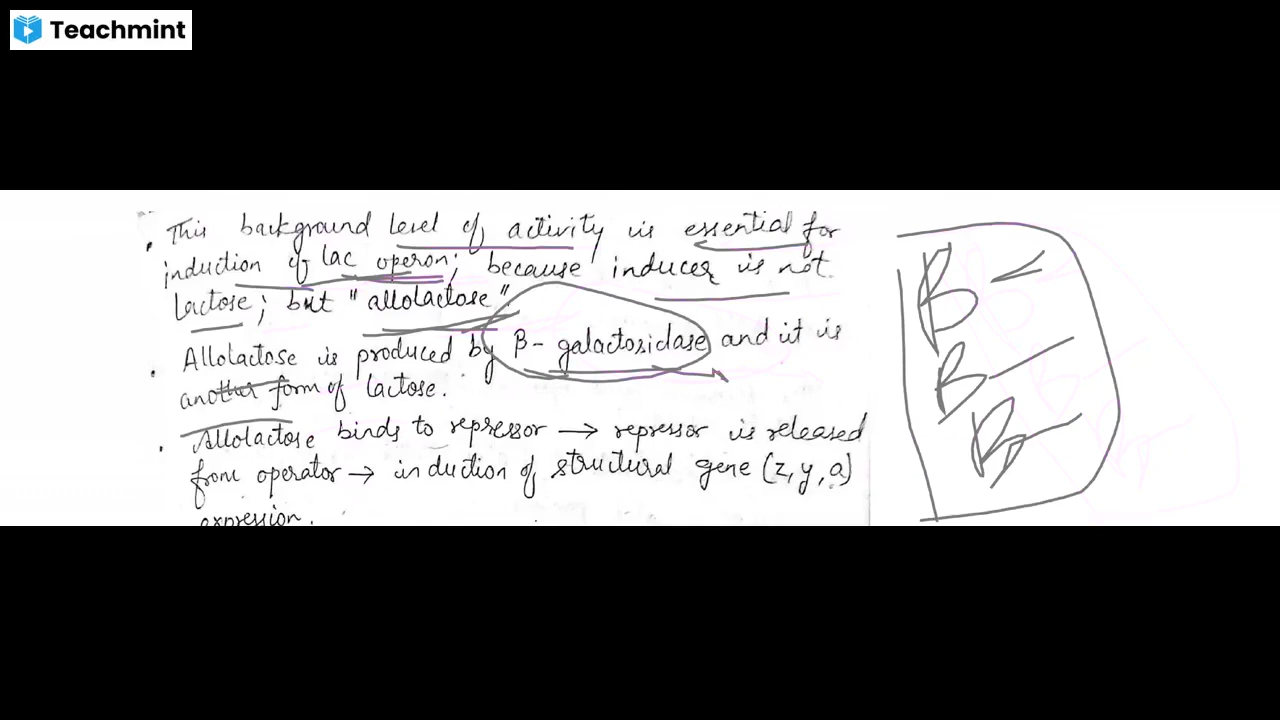 Teachmint
This background level of activity is essential for
induction of lac operon; because inducer is not
lactose; but "allolactose"
Allolactose is produced by β- galactosidase and it is
another form of lactose.
Allolactose binds to repressor → repressor is released
from operator → induction of structural gene (z, y, a)
expression.
B
B
B